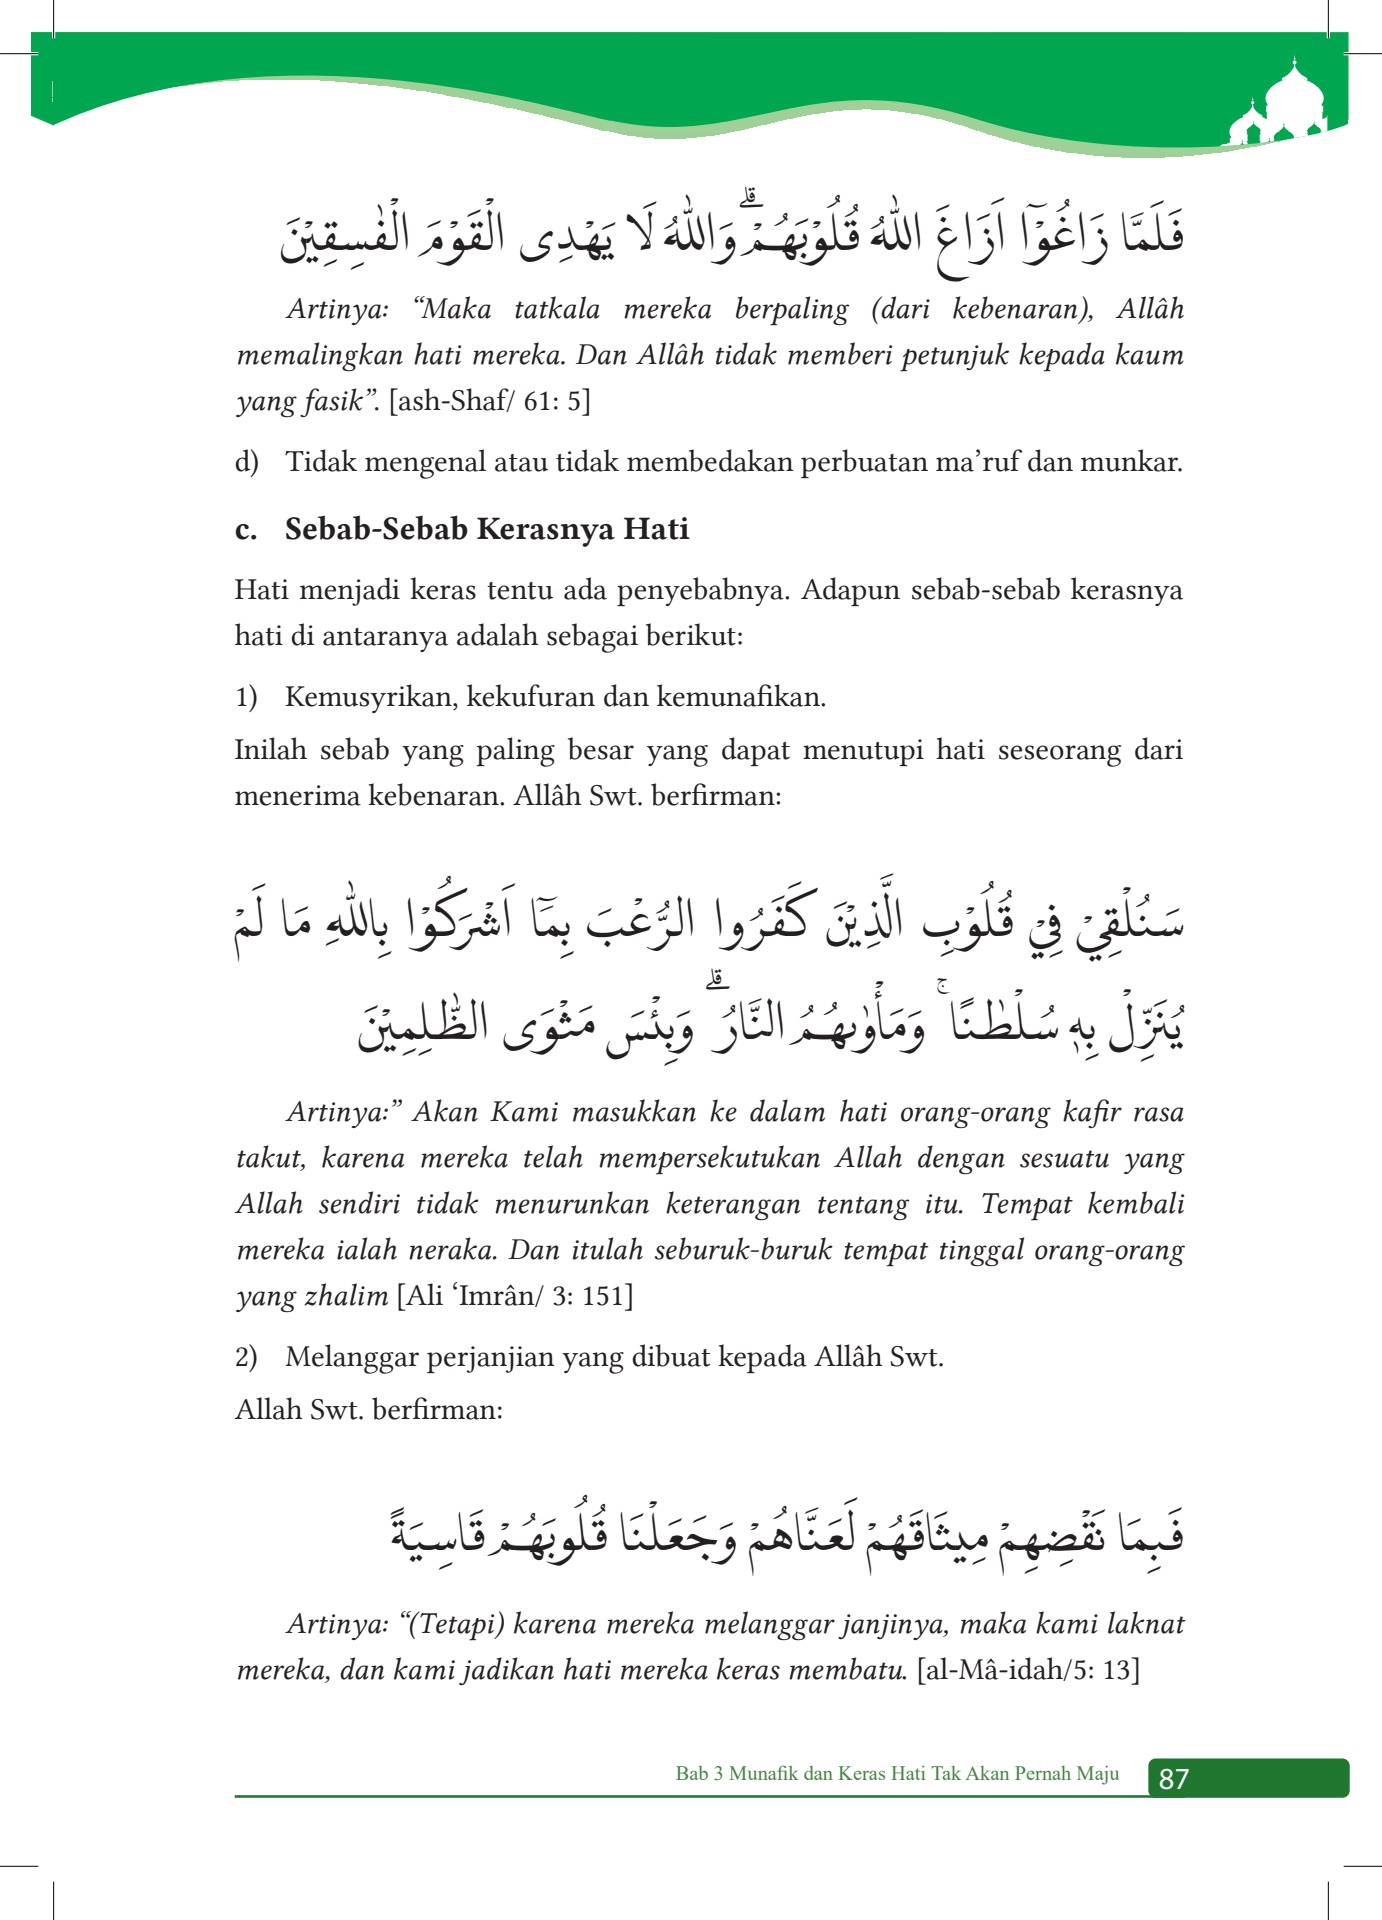 فَلَمَّا زَاغُوْٓا اَزَاغَ اللّٰهُ قُلُوْبَهُمْۗ وَاللّٰهُ لَا يَهْدِى الْقَوْمَ الْفٰسِقِيْنَ
Artinya: “Maka tatkala mereka berpaling (dari kebenaran), Allâh
memalingkan hati mereka. Dan Allâh tidak memberi petunjuk kepada kaum
yang fasik”. [ash-Shaf/ 61: 5]
d) Tidak mengenal atau tidak membedakan perbuatan ma’ruf dan munkar.
c. Sebab-Sebab Kerasnya Hati
Hati menjadi keras tentu ada penyebabnya. Adapun sebab-sebab kerasnya
hati di antaranya adalah sebagai berikut:
1) Kemusyrikan, kekufuran dan kemunafikan.
Inilah sebab yang paling besar yang dapat menutupi hati seseorang dari
menerima kebenaran. Allâh Swt. berfirman:
سَنُلْقِيْ فِيْ قُلُوْبِ الَّذِيْنَ كَفَرُوا الرُّعْبَ بِمَآ اَشْرَكُوْا بِاللّٰهِ مَا لَمْ
يُنَزِّلْ بِهٖ سُلْطٰنًا ۚ وَمَأْوٰىهُمُ النَّارُ ۗ وَبِئْسَ مَثْوَى الظّٰلِمِيْنَ
Artinya:” Akan Kami masukkan ke dalam hati orang-orang kafir rasa
takut, karena mereka telah mempersekutukan Allah dengan sesuatu yang
Allah sendiri tidak menurunkan keterangan tentang itu. Tempat kembali
mereka ialah neraka. Dan itulah seburuk-buruk tempat tinggal orang-orang
yang zhalim [Ali ‘Imrân/ 3: 151]
2) Melanggar perjanjian yang dibuat kepada Allâh Swt.
Allah Swt. berfirman:
فَبِمَا نَقْضِهِمْ مِيثَاقَهُمْ لَعَنَّاهُمْ وَجَعَلْنَا قُلُوبَهُمْ قَاسِيَةً
Artinya: “(Tetapi) karena mereka melanggar janjinya, maka kami laknat
mereka, dan kami jadikan hati mereka keras membatu. [al-Mâ-idah/5: 13]
Bab 3 Munafik dan Keras Hati Tak Akan Pernah Maju 87